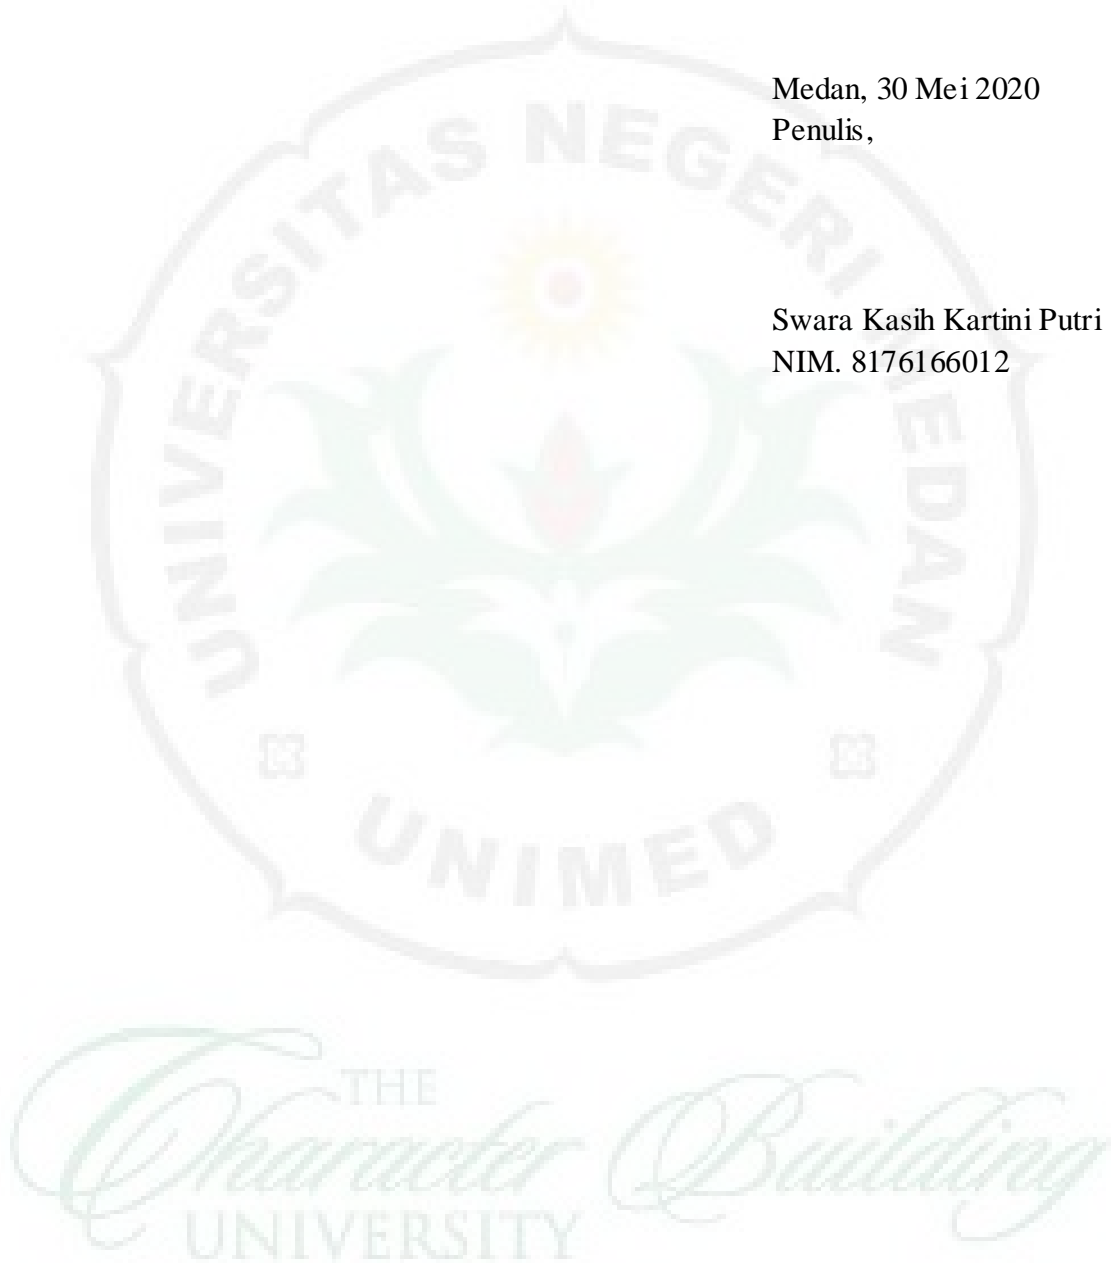 Medan, 30 Mei 2020
Penulis,
Swara Kasih Kartini Putri
NIM. 8176166012
UNIVERSITAS NEGERI MEDAN
UNIMED
THE
Character Building
UNIVERSITY